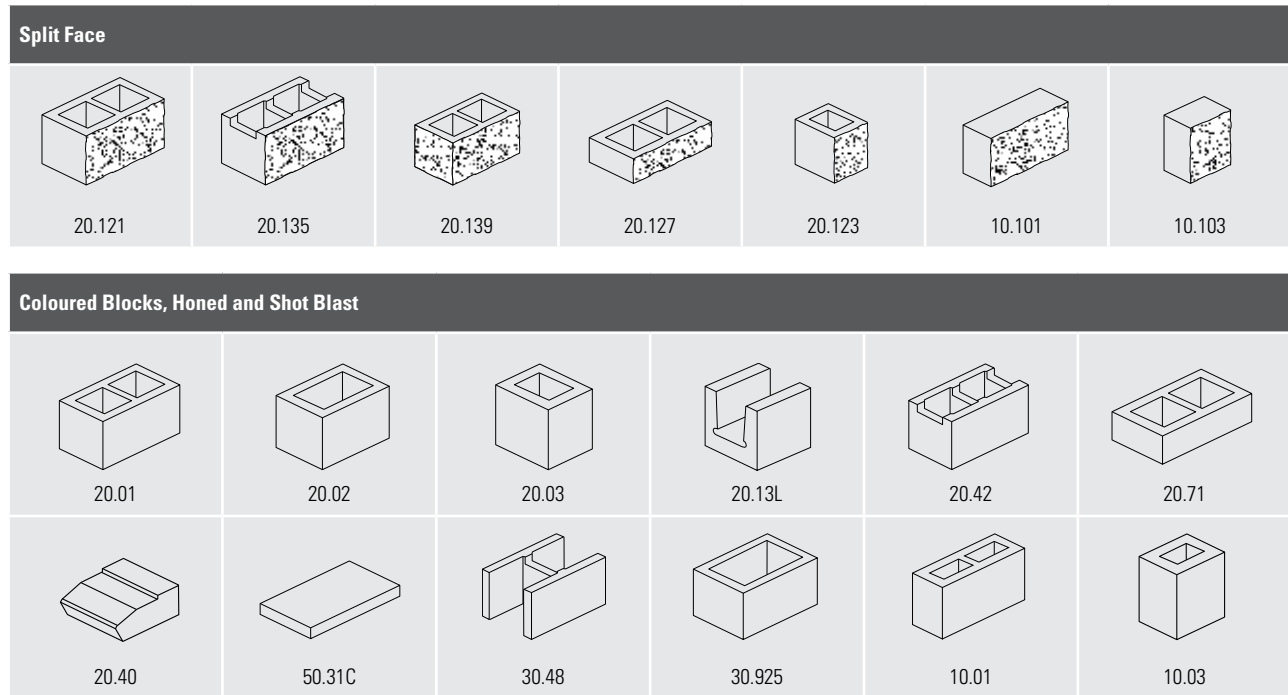 Split Face
20.121 20.135 20.139 20.127 20.123 10.101 10.103
Coloured Blocks, Honed and Shot Blast
20.01 20.02 20.03 20.13L 20.42 20.71
20.40 50.31C 30.48 30.925 10.01 10.03